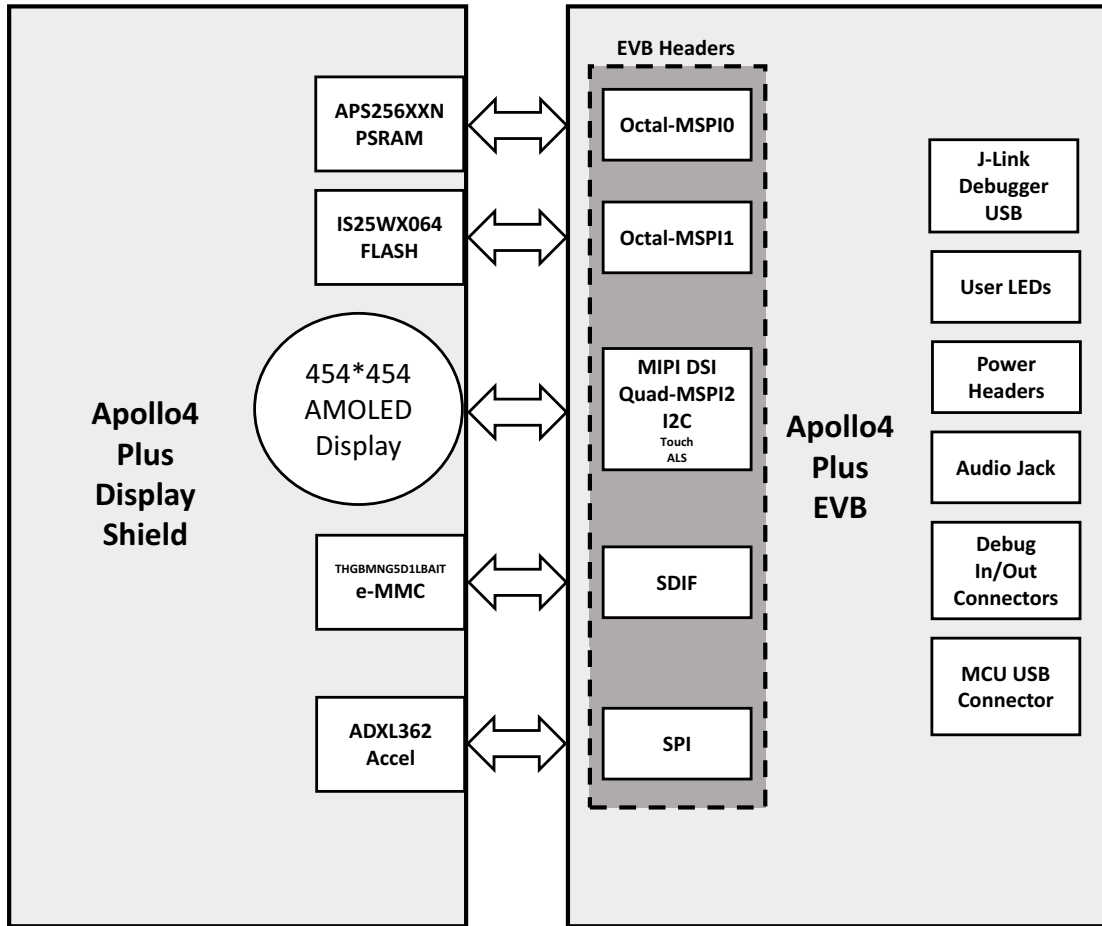 Apollo4
Plus
Display
Shield
APS256XXN
PSRAM
IS25WX064
FLASH
454*454
AMOLED
Display
THGBMNG5D1LBAIT
e-MMC
ADXL362
Accel
EVB Headers
Octal-MSPI0
Octal-MSPI1
MIPI DSI
Quad-MSPI2
I2C
Touch
ALS
SDIF
SPI
Apollo4
Plus
EVB
J-Link
Debugger
USB
User LEDs
Power
Headers
Audio Jack
Debug
In/Out
Connectors
MCU USB
Connector